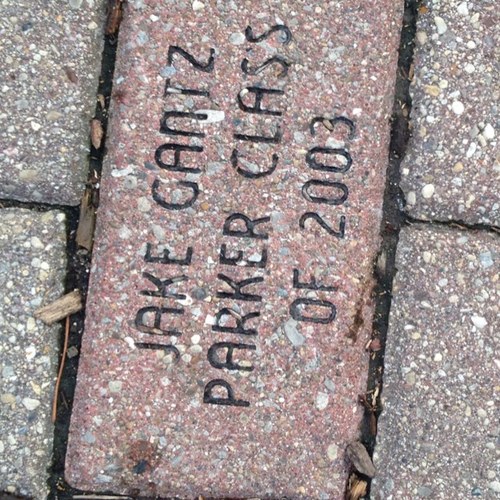 JAKE GANTZ
PARKER CLASS
OF 2003